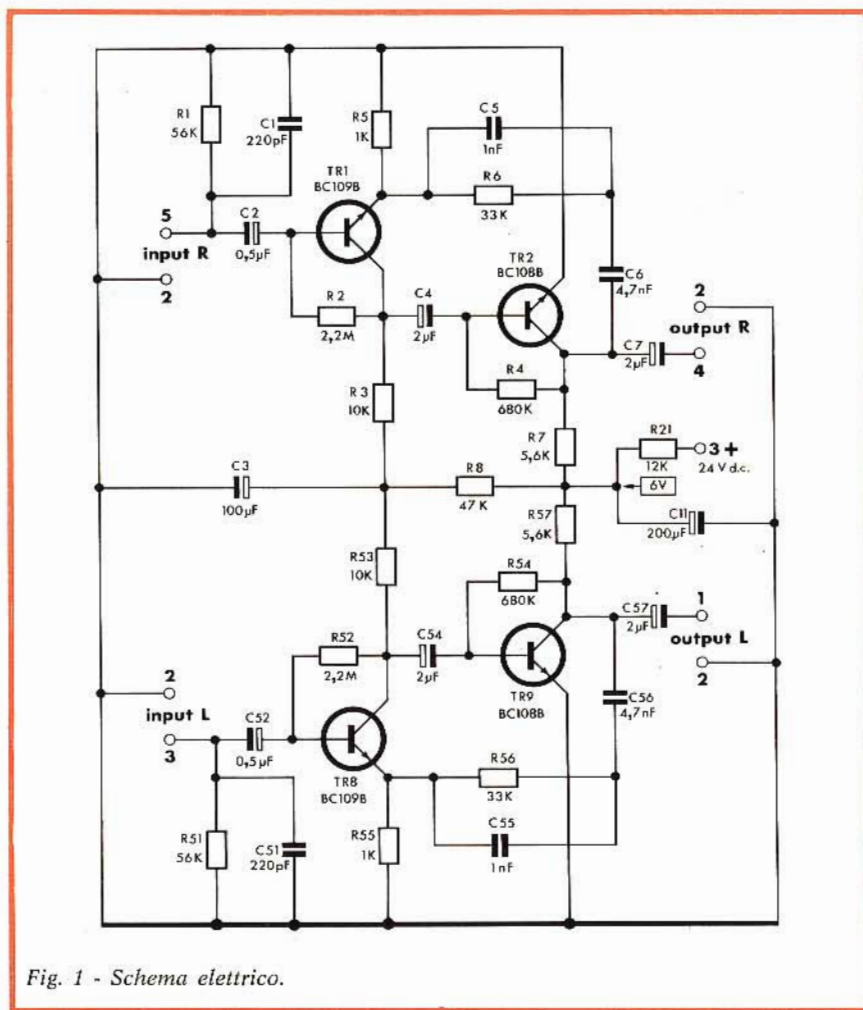 R1
56K
C1
220pF
R5
1K
C5
1nF
R6
33K
TR1
BC109B
5
input R
2
C2
0,5µF
R2
2,2M
C4
2µF
TR2
BC108B
C6
4,7nF
2
output R
4
C7
2µF
R4
680K
R3
10K
R7
5,6K
R21
12K
3 +
24 V d.c.
6V
C3
100µF
R8
47 K
R57
5,6K
C11
200µF
R53
10K
R54
680K
R52
2,2M
C54
2µF
C57
2µF
1
output L
2
TR9
BC108B
C56
4,7nF
2
input L
3
C52
0,5µF
TR8
BC109B
R56
33K
C55
1nF
R51
56K
C51
220pF
R55
1K
Fig. 1 - Schema elettrico.